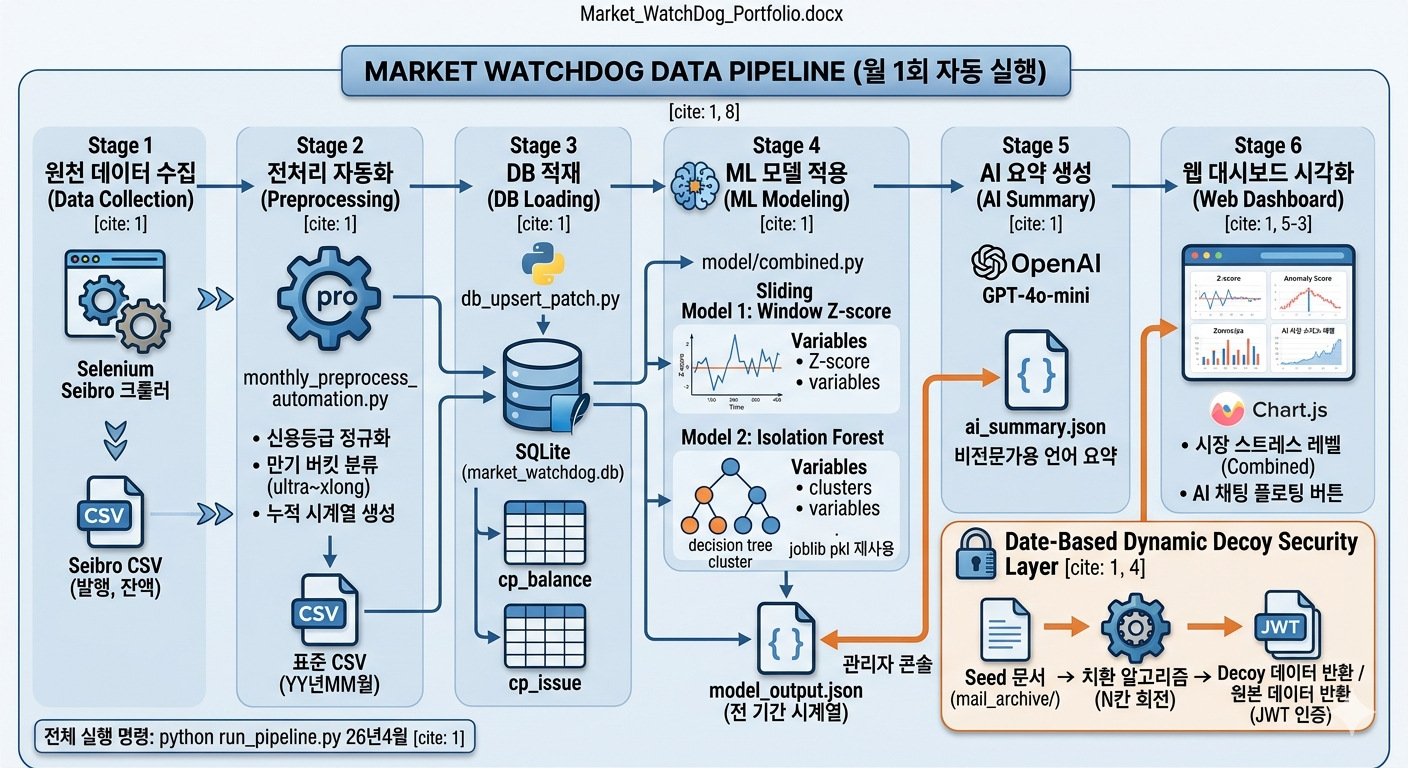 Market_WatchDog_Portfolio.docx
MARKET WATCHDOG DATA PIPELINE (월 1회 자동 실행)
[cite: 1, 8]
Stage 1
원천 데이터 수집
(Data Collection)
[cite: 1]
Selenium
Seibro 크롤러
CSV
Seibro CSV
(발행, 잔액)
Stage 2
전처리 자동화
(Preprocessing)
[cite: 1]
pro
monthly_preprocess_
automation.py
• 신용등급 정규화
• 만기 버킷 분류
(ultra~xlong)
• 누적 시계열 생성
CSV
표준 CSV
(YY년MM월)
Stage 3
DB 적재
(DB Loading)
[cite: 1]
db_upsert_patch.py
SQLite
(market_watchdog.db)
cp_balance
cp_issue
Stage 4
ML 모델 적용
(ML Modeling)
[cite: 1]
model/combined.py
Sliding
Model 1: Window Z-score
Variables
• Z-score
• variables
Time
Model 2: Isolation Forest
Variables
• clusters
• variables
decision tree
cluster
joblib pkl 재사용
{ }
model_output.json
(전 기간 시계열)
관리자 콘솔
Stage 5
AI 요약 생성
(AI Summary)
[cite: 1]
OpenAI
GPT-4o-mini
{ }
ai_summary.json
비전문가용 언어 요약
Stage 6
웹 대시보드 시각화
(Web Dashboard)
[cite: 1, 5-3]
Z-score
Anomaly Score
Chart.js
• 시장 스트레스 레벨
(Combined)
• AI 채팅 플로팅 버튼
Date-Based Dynamic Decoy Security
Layer [cite: 1, 4]
JWT
Seed 문서 → 치환 알고리즘 → Decoy 데이터 반환 /
(mail_archive/)
(N칸 회전)
원본 데이터 반환
(JWT 인증)
전체 실행 명령: python run_pipeline.py 26년4월 [cite: 1]